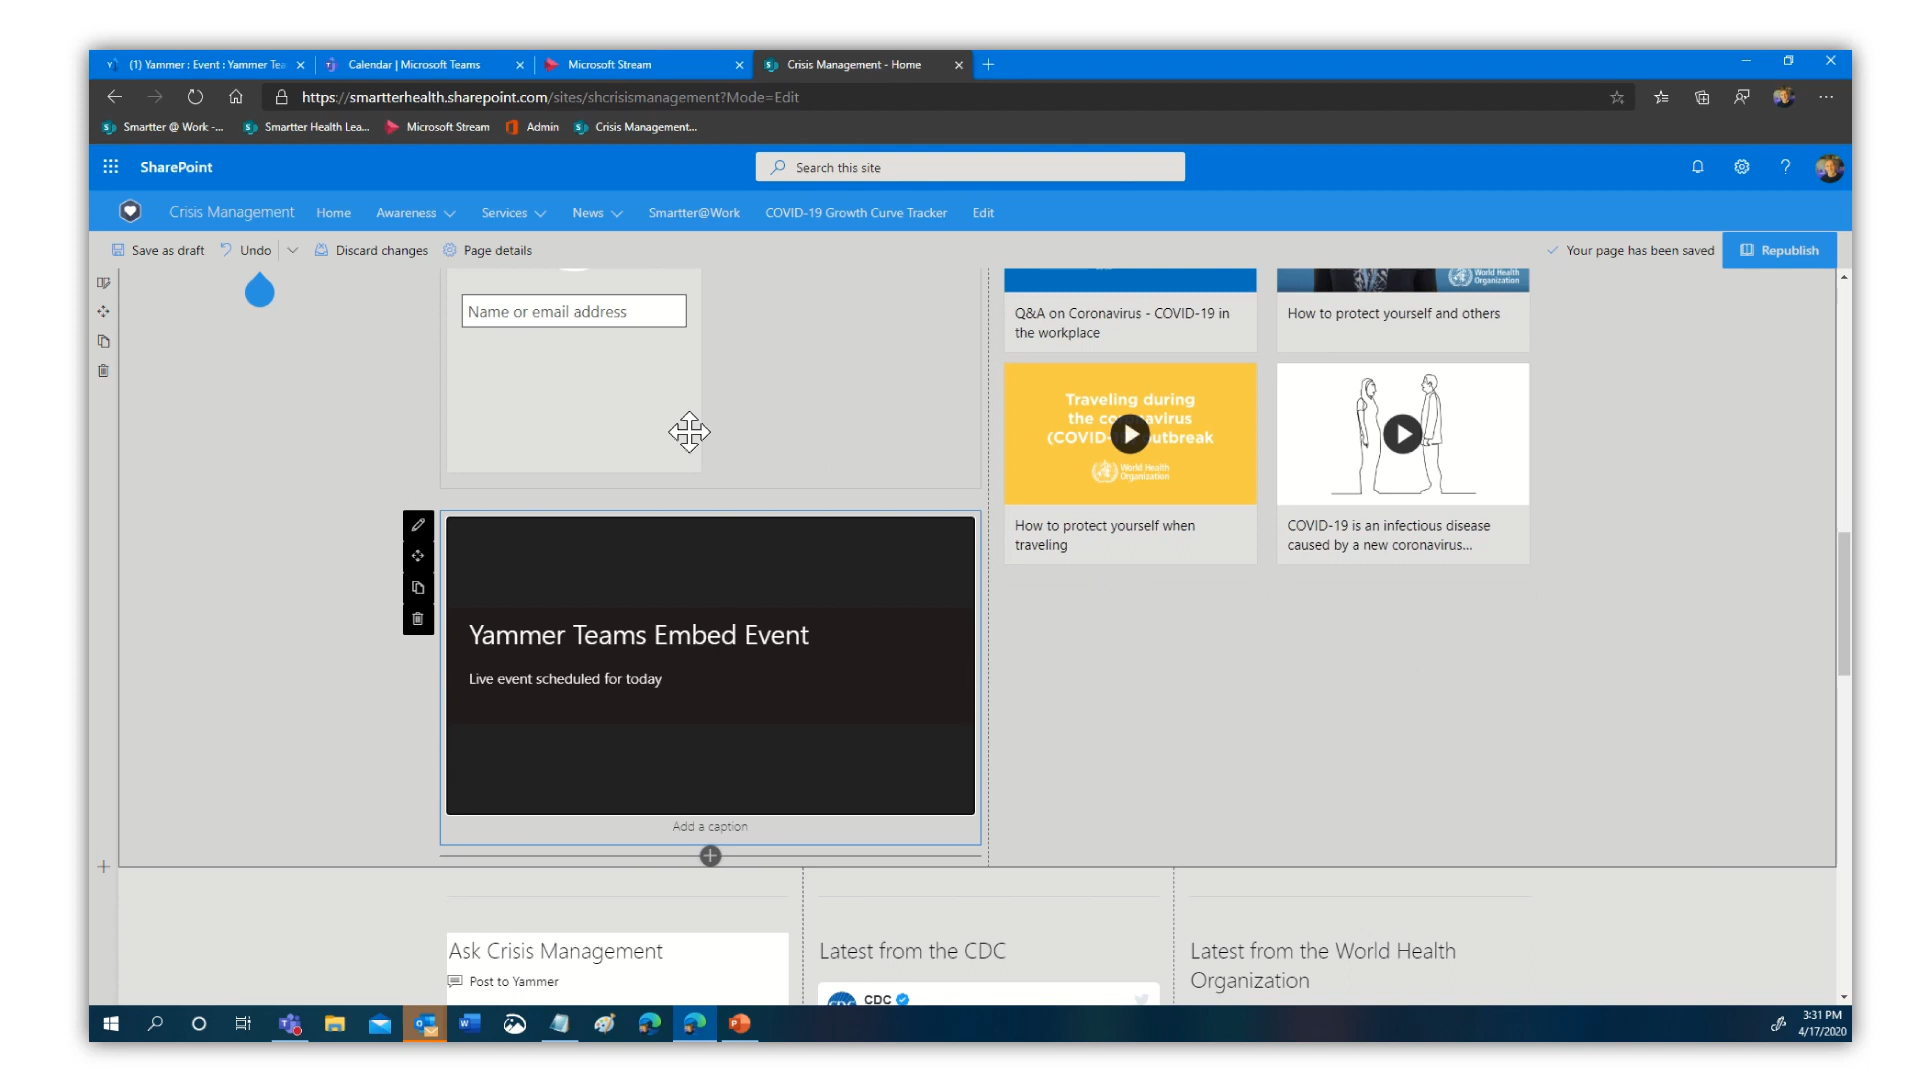 (1) Yammer : Event : Yammer Tea
Calendar | Microsoft Teams
Microsoft Stream
Crisis Management - Home
https://smartterhealth.sharepoint.com/sites/shcrisismanagement?Mode=Edit
Smartter @ Work -...
Smartter Health Lea...
Microsoft Stream
Admin
Crisis Management...
SharePoint
Search this site
Crisis Management
Home
Awareness
Services
News
Smartter@Work
COVID-19 Growth Curve Tracker
Edit
Save as draft
Undo
Discard changes
Page details
Your page has been saved
Republish
Name or email address
World Health
Organization
Q&A on Coronavirus - COVID-19 in
the workplace
How to protect yourself and others
Traveling during
the coronavirus
(COVID- outbreak
World Health
Organization
How to protect yourself when
traveling
COVID-19 is an infectious disease
caused by a new coronavirus...
Yammer Teams Embed Event
Live event scheduled for today
Add a caption
Ask Crisis Management
Post to Yammer
Latest from the CDC
CDC
CDC
Latest from the World Health
Organization
3:31 PM
4/17/2020